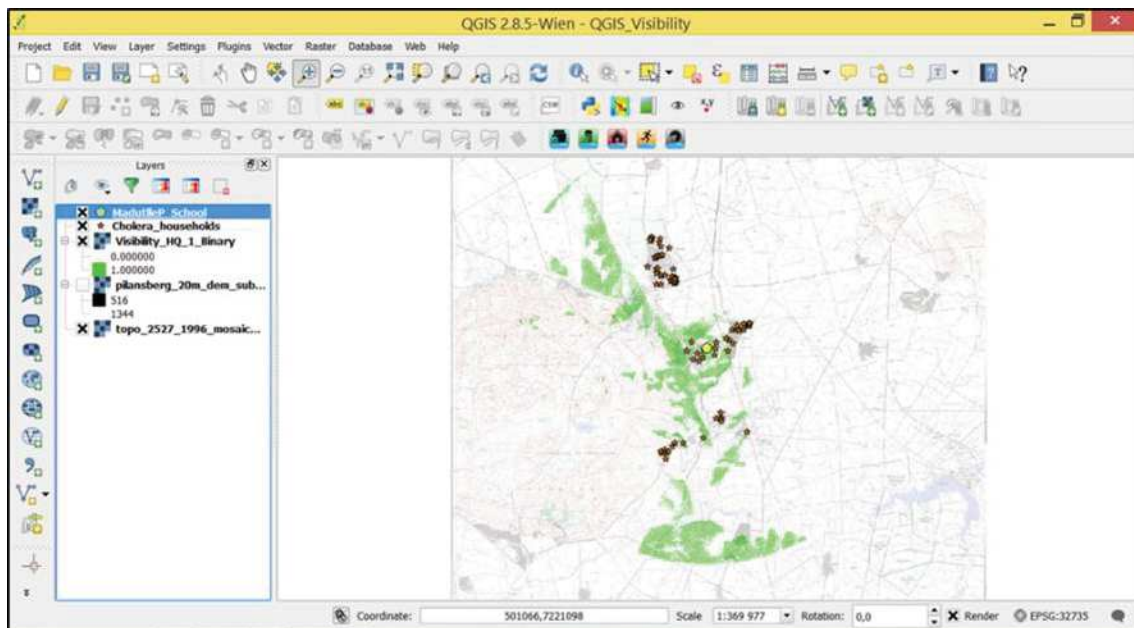 QGIS 2.8.5-Wien - QGIS_Visibility
Project Edit View Layer Settings Plugins Vector Raster Database Web Help
Layers
MadutlleP_School
Cholera_households
Visibility_HQ_1_Binary
0.000000
1.000000
pilansberg_20m_dem_sub...
516
1344
topo_2527_1996_mosaic...
Coordinate: 501066,7221098 Scale 1:369 977 Rotation: 0,0 Render EPSG:32735